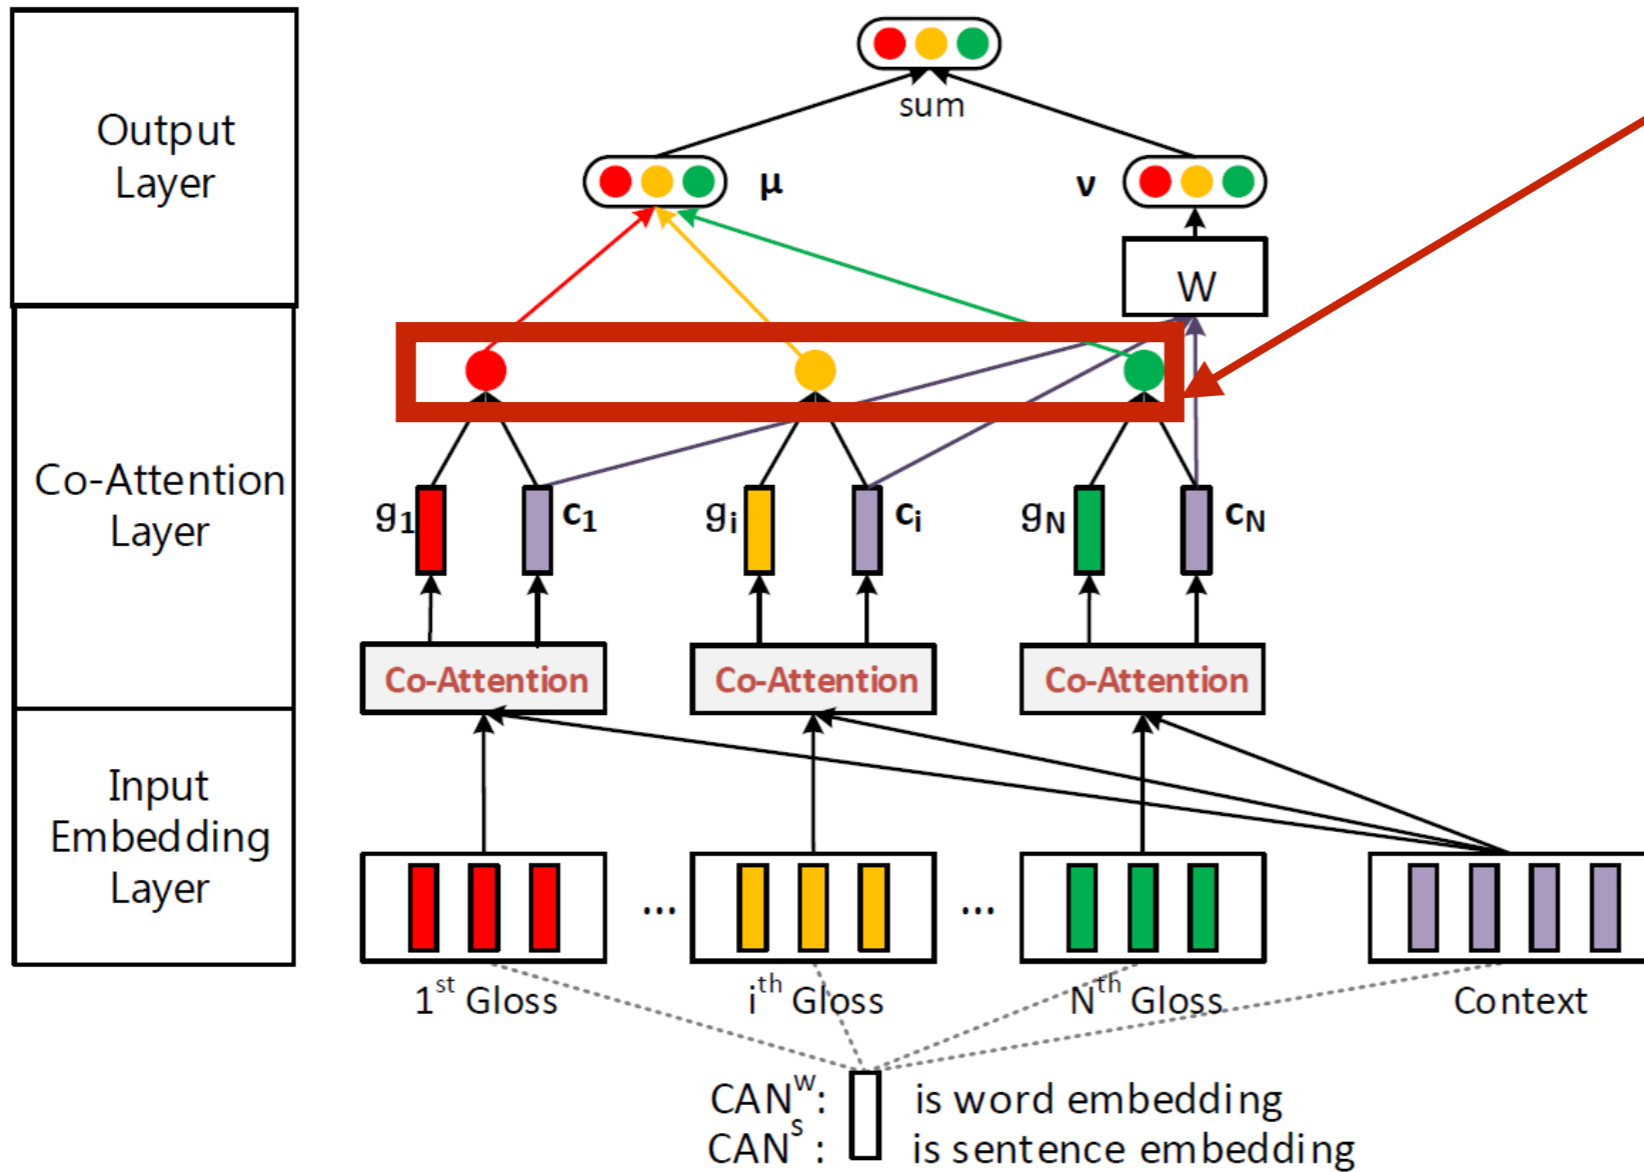 Output
Layer
sum
μ
ν
W
Co-Attention
Layer
g1
c1
gi
ci
gN
cN
Co-Attention
Co-Attention
Co-Attention
Input
Embedding
Layer
...
...
1st Gloss
ith Gloss
Nth Gloss
Context
CANw: is word embedding
CANs : is sentence embedding